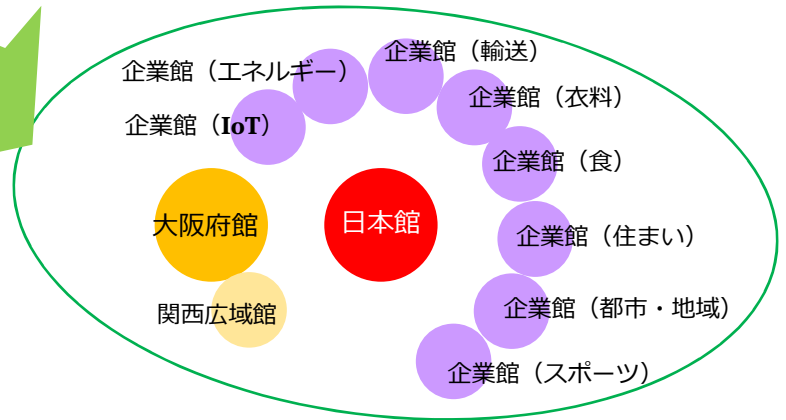 企業館（輸送）
企業館（エネルギー）
企業館（衣料）
企業館（IoT）
企業館（食）
大阪府館
日本館
企業館（住まい）
関西広域館
企業館（都市・地域）
企業館（スポーツ）